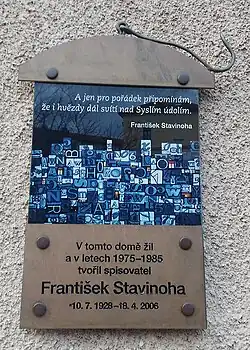 A jen pro pořádek připomínám,
že i hvězdy dál svítí nad Syslím údolím.
František Stavinoha
V tomto domě žil
a v letech 1975–1985
tvořil spisovatel
František Stavinoha
*10. 7. 1928–18. 4. 2006